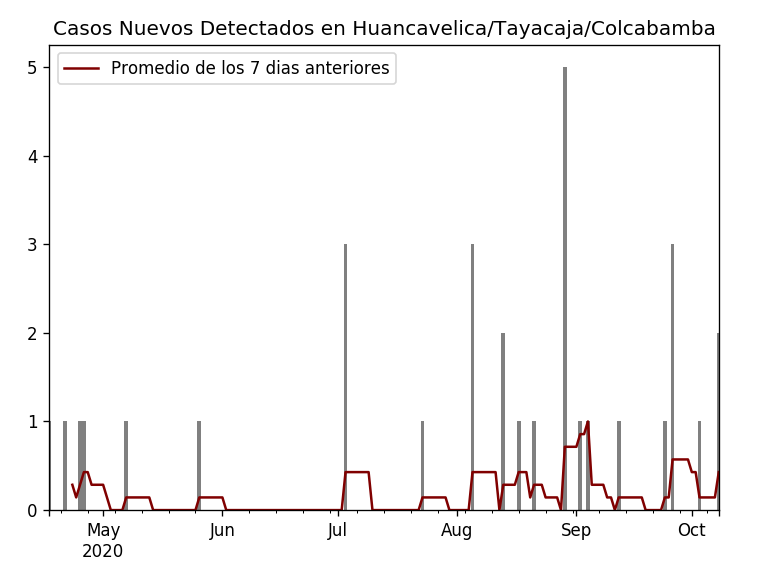 Casos Nuevos Detectados en Huancavelica/Tayacaja/Colcabamba
Promedio de los 7 dias anteriores
5
4
3
2
1
0
May Jun Jul Aug Sep Oct
2020